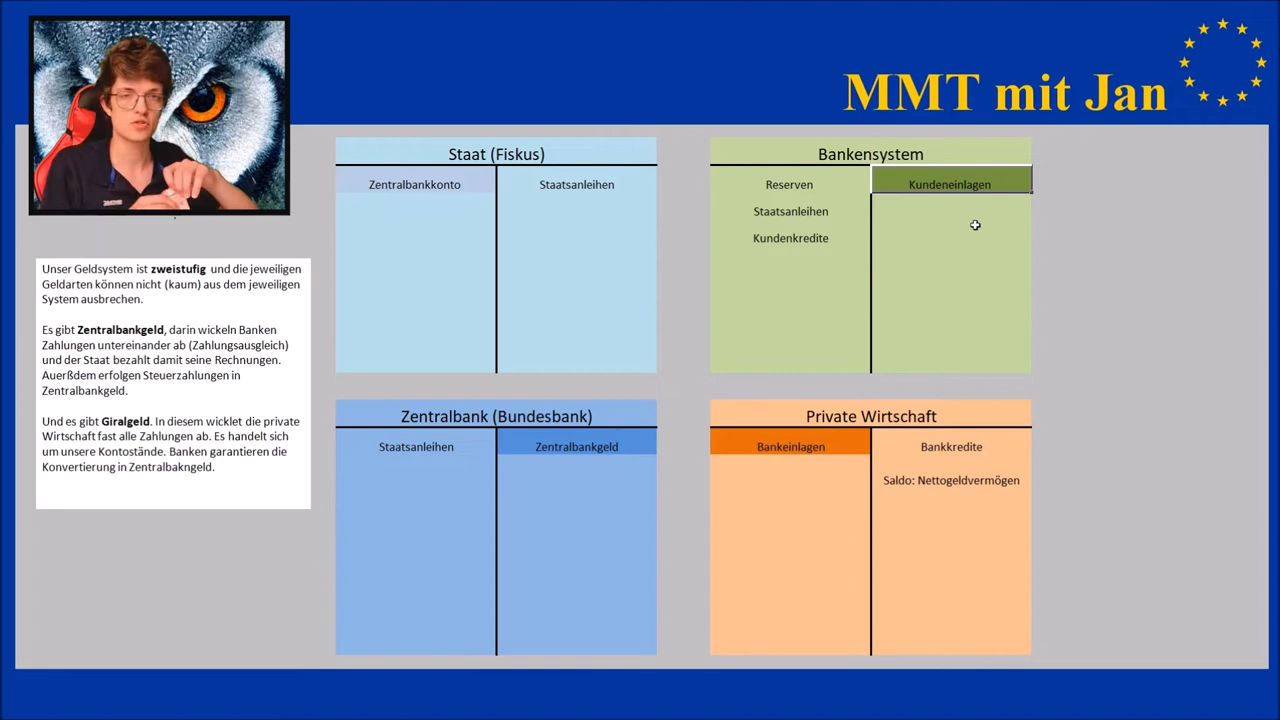 MMT mit Jan
Staat (Fiskus)
Zentralbankkonto
Staatsanleihen
Bankensystem
Reserven
Kundeneinlagen
Staatsanleihen
Kundenkredite
Unser Geldsystem ist zweistufig und die jeweiligen
Geldarten können nicht (kaum) aus dem jeweiligen
System ausbrechen.
Es gibt Zentralbankgeld, darin wickeln Banken
Zahlungen untereinander ab (Zahlungsausgleich)
und der Staat bezahlt damit seine Rechnungen.
Auerßdem erfolgen Steuerzahlungen in
Zentralbankgeld.
Und es gibt Giralgeld. In diesem wicklet die private
Wirtschaft fast alle Zahlungen ab. Es handelt sich
um unsere Kontostände. Banken garantieren die
Konvertierung in Zentralbakngeld.
Zentralbank (Bundesbank)
Staatsanleihen
Zentralbankgeld
Private Wirtschaft
Bankeinlagen
Bankkredite
Saldo: Nettogeldvermögen